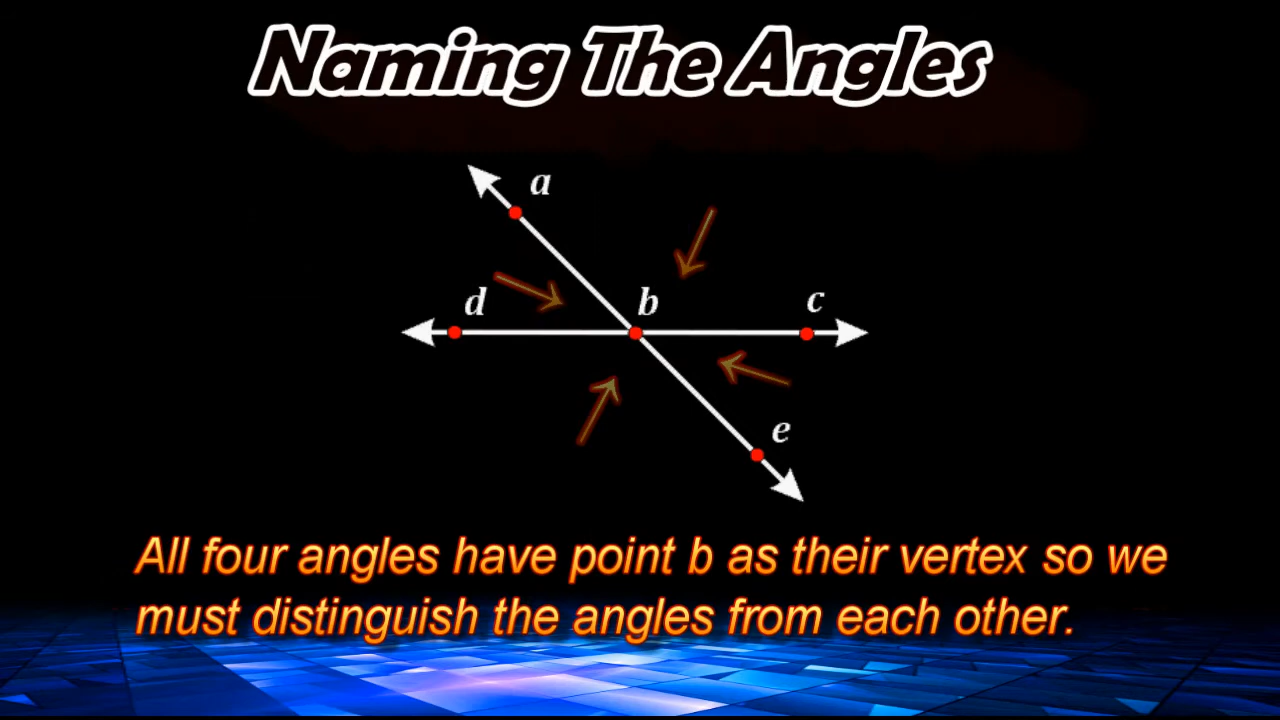 Naming The Angles
a
d
b
c
e
All four angles have point b as their vertex so we
must distinguish the angles from each other.